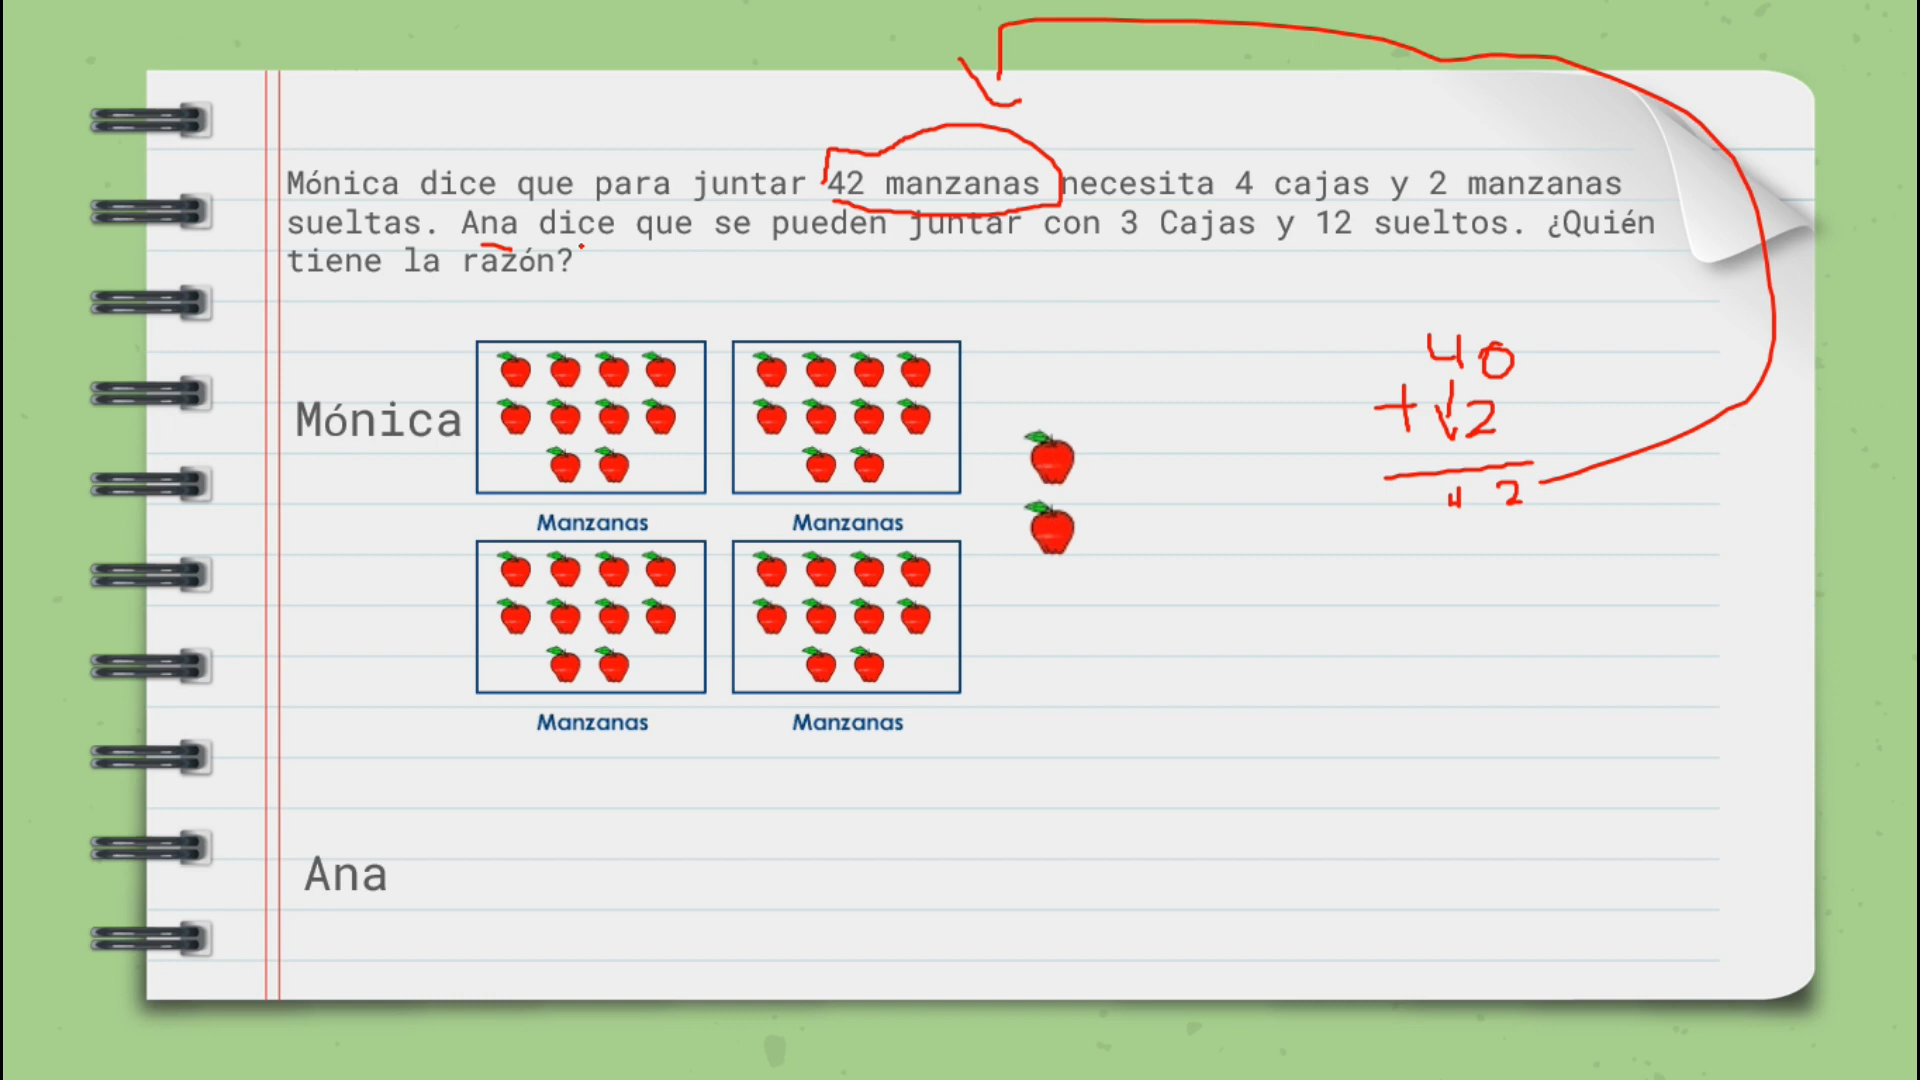 Mónica dice que para juntar 42 manzanas necesita 4 cajas y 2 manzanas
sueltas. Ana dice que se pueden juntar con 3 Cajas y 12 sueltos. ¿Quién
tiene la razón?
Mónica
40
+ 2
42
Manzanas Manzanas
Manzanas Manzanas
Ana